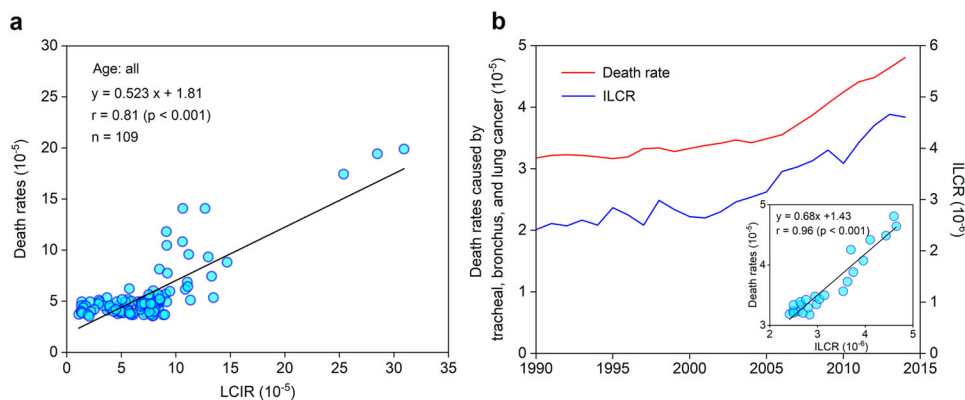 a
30
25
20
15
10
5
0
Death rates (10-5)
Age: all
y = 0.523 x + 1.81
r = 0.81 (p < 0.001)
n = 109
0 5 10 15 20 25 30 35
LCIR (10-5)
b
5
4
3
2
1
0
Death rates caused by
tracheal, bronchus, and lung cancer (10-5)
Death rate
ILCR
6
5
4
3
2
1
0
ILCR (10-6)
1990 1995 2000 2005 2010 2015
5
4
3
Death rates (10-5)
y = 0.68x +1.43
r = 0.96 (p < 0.001)
2 3 4 5
ILCR (10-6)